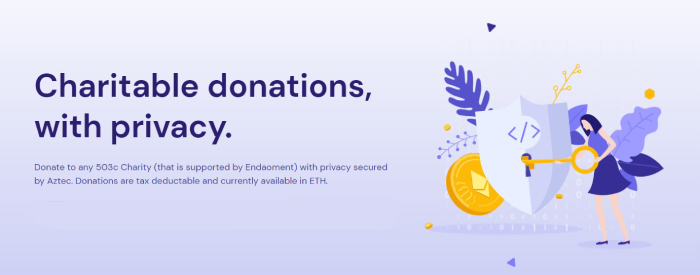 Charitable donations,
with privacy.
Donate to any 503c Charity (that is supported by Endaoment) with privacy secured
by Aztec. Donations are tax deductable and currently available in ETH.
</>